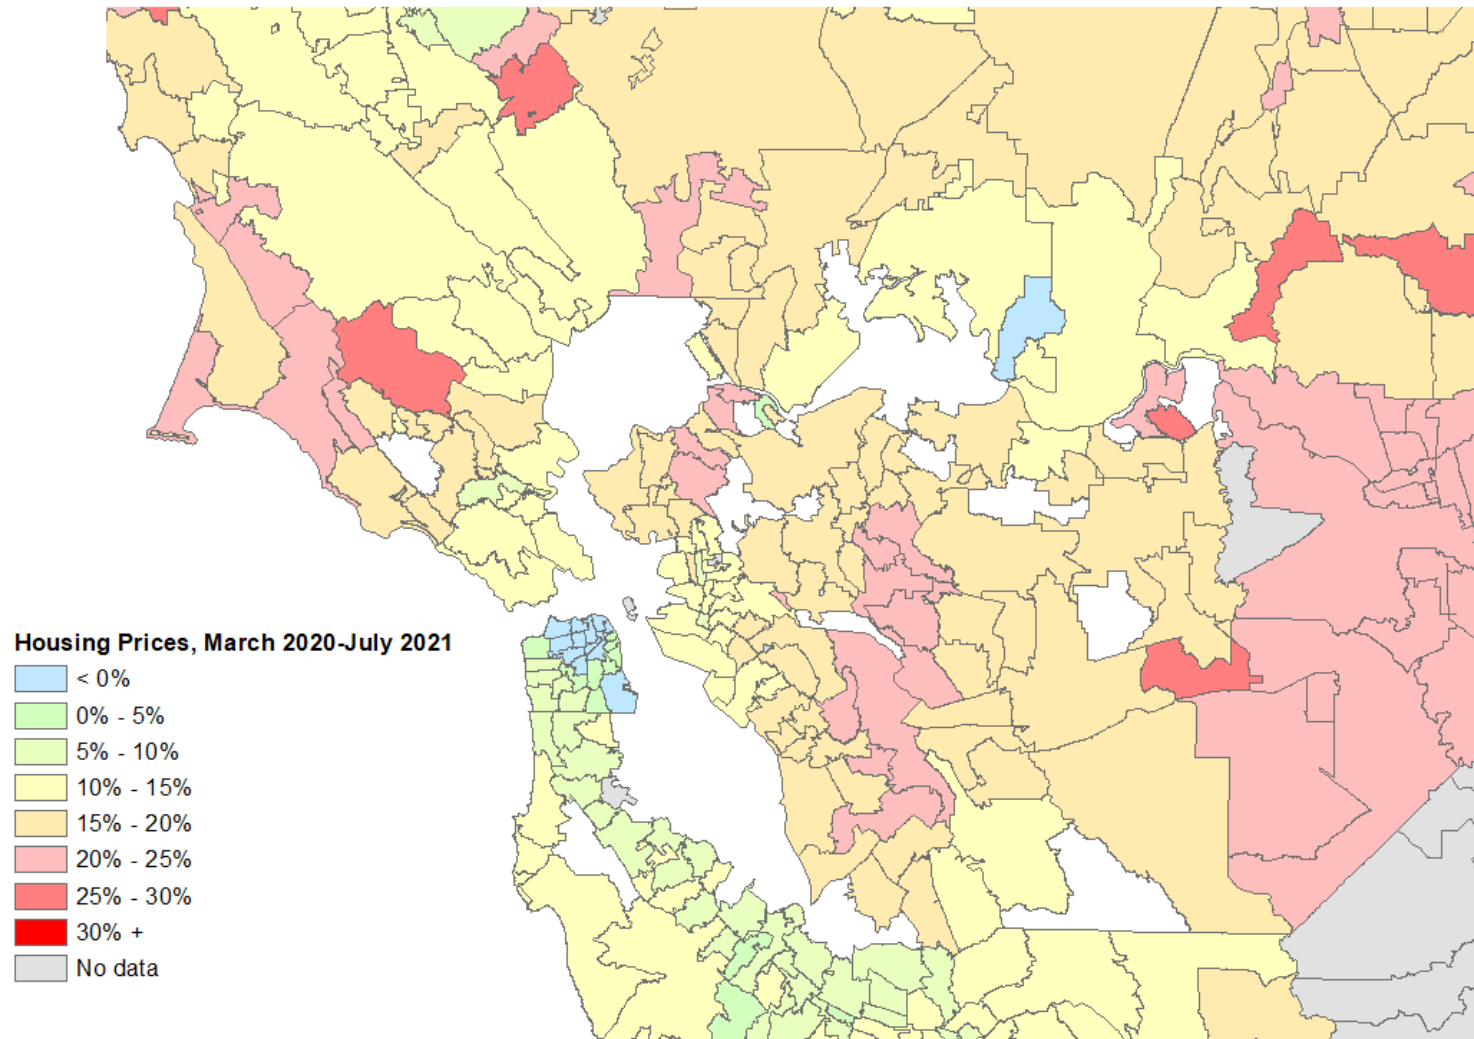 Housing Prices, March 2020-July 2021
< 0%
0% - 5%
5% - 10%
10% - 15%
15% - 20%
20% - 25%
25% - 30%
30% +
No data